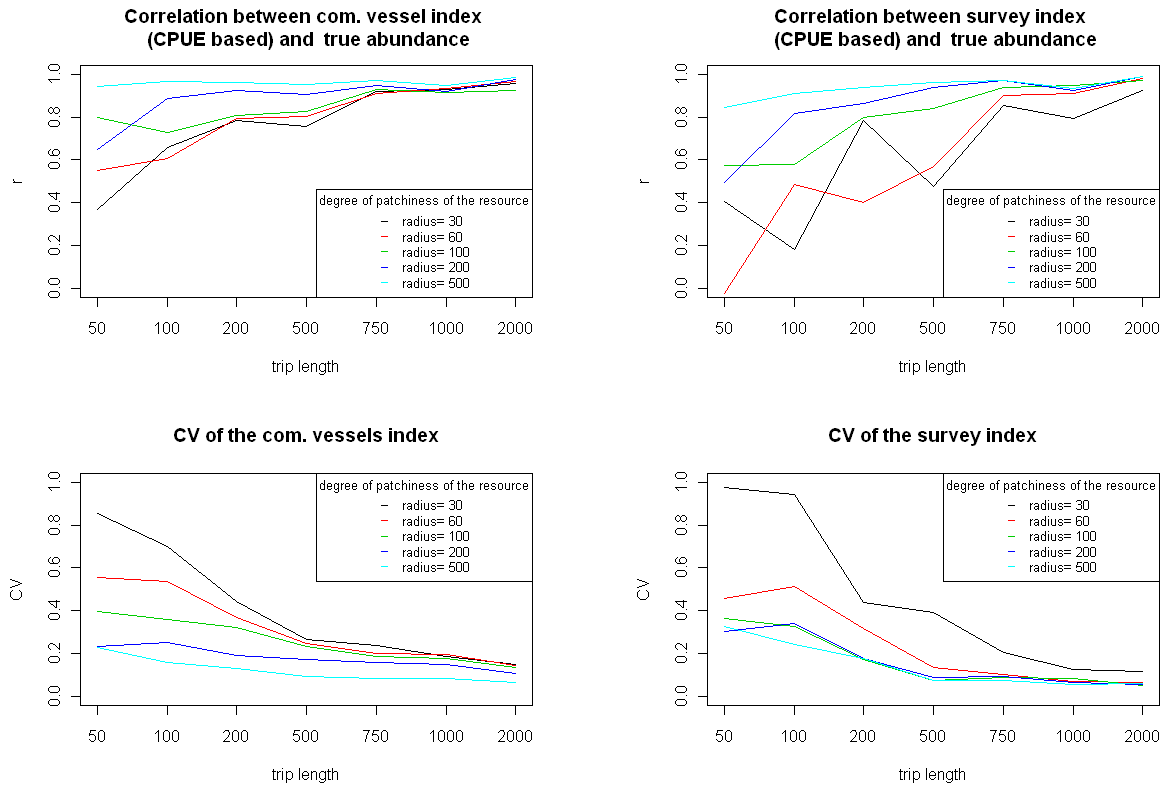 Correlation between com. vessel index
(CPUE based) and true abundance
r
0.0 0.2 0.4 0.6 0.8 1.0
degree of patchiness of the resource
radius= 30
radius= 60
radius= 100
radius= 200
radius= 500
50 100 200 500 750 1000 2000
trip length
Correlation between survey index
(CPUE based) and true abundance
r
0.0 0.2 0.4 0.6 0.8 1.0
degree of patchiness of the resource
radius= 30
radius= 60
radius= 100
radius= 200
radius= 500
50 100 200 500 750 1000 2000
trip length
CV of the com. vessels index
CV
0.0 0.2 0.4 0.6 0.8 1.0
degree of patchiness of the resource
radius= 30
radius= 60
radius= 100
radius= 200
radius= 500
50 100 200 500 750 1000 2000
trip length
CV of the survey index
CV
0.0 0.2 0.4 0.6 0.8 1.0
degree of patchiness of the resource
radius= 30
radius= 60
radius= 100
radius= 200
radius= 500
50 100 200 500 750 1000 2000
trip length